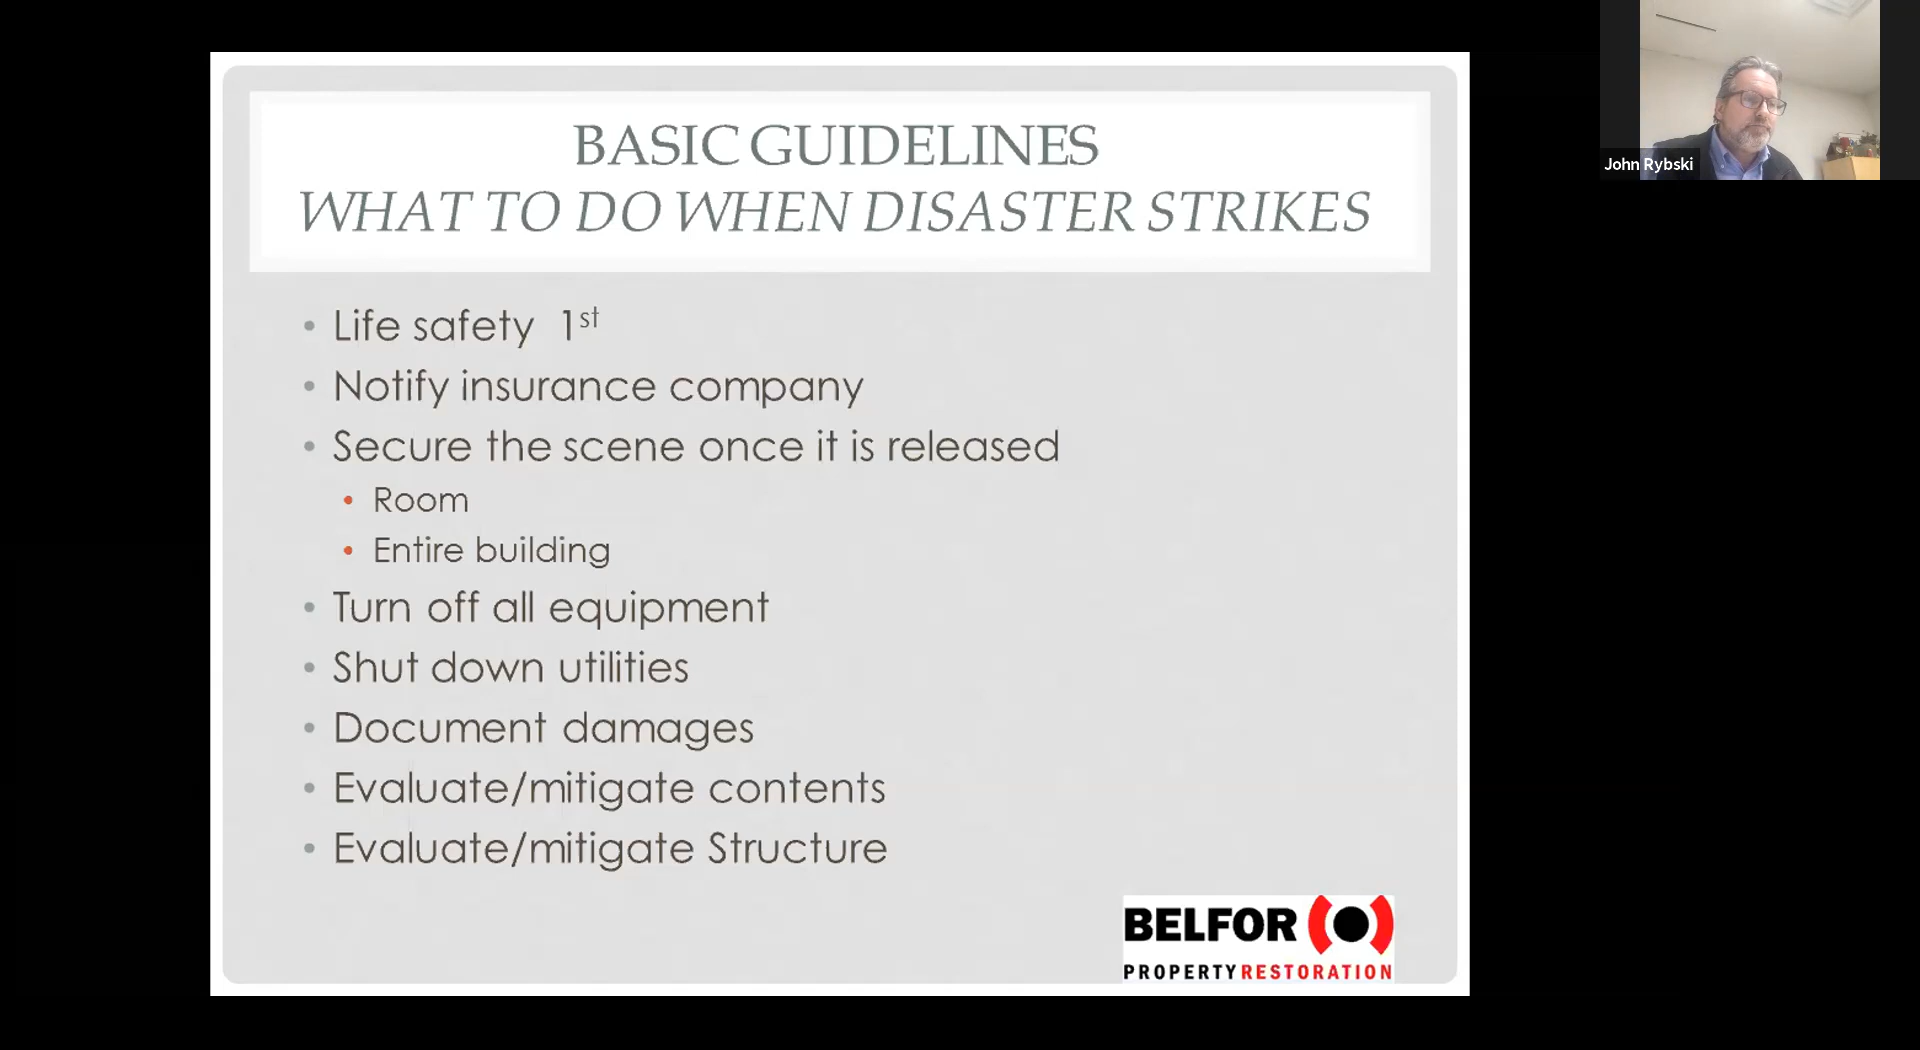 BASIC GUIDELINES
WHAT TO DO WHEN DISASTER STRIKES
• Life safety 1st
• Notify insurance company
• Secure the scene once it is released
• Room
• Entire building
• Turn off all equipment
• Shut down utilities
• Document damages
• Evaluate/mitigate contents
• Evaluate/mitigate Structure
BELFOR
PROPERTY RESTORATION
John Rybski